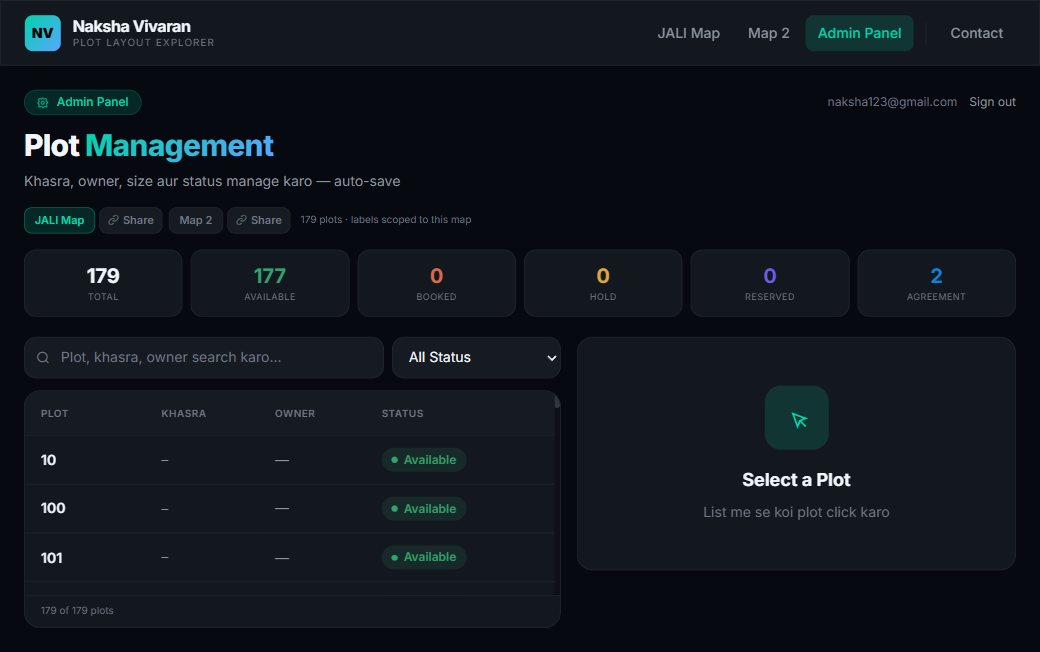 NV
Naksha Vivaran
PLOT LAYOUT EXPLORER
JALI Map
Map 2
Admin Panel
Contact
Admin Panel
naksha123@gmail.com
Sign out
Plot Management
Khasra, owner, size aur status manage karo — auto-save
JALI Map
Share
Map 2
Share
179 plots · labels scoped to this map
179
TOTAL
177
AVAILABLE
0
BOOKED
0
HOLD
0
RESERVED
2
AGREEMENT
Plot, khasra, owner search karo...
All Status
PLOT KHASRA OWNER STATUS
10 – — Available
100 – — Available
101 – — Available
179 of 179 plots
Select a Plot
List me se koi plot click karo